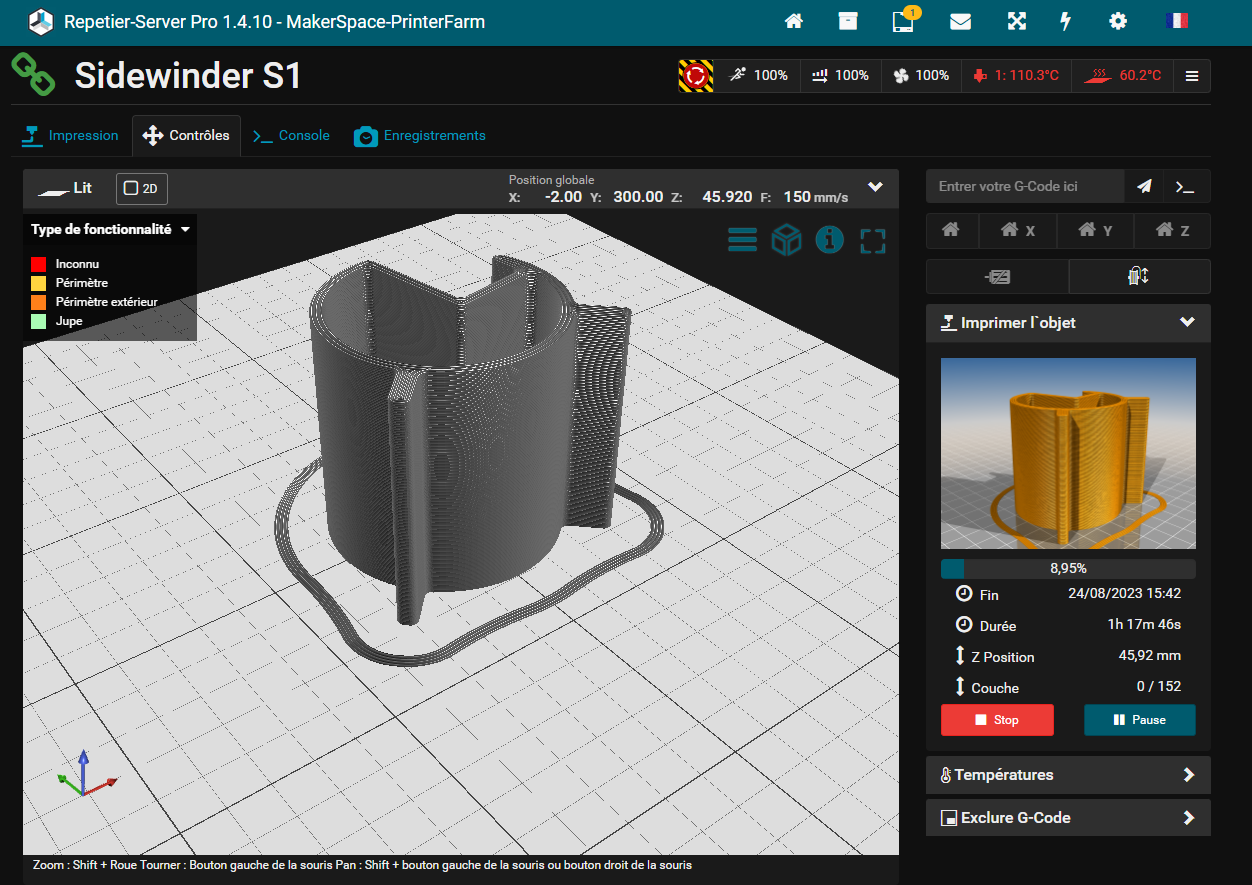 Repetier-Server Pro 1.4.10 - MakerSpace-PrinterFarm
1
Sidewinder S1
100%
100%
100%
1: 110.3°C
60.2°C
Impression
Contrôles
Console
Enregistrements
Lit
2D
Position globale
X: -2.00 Y: 300.00 Z: 45.920 F: 150 mm/s
Entrer votre G-Code ici
X
Y
Z
Type de fonctionnalité
Inconnu
Périmètre
Périmètre extérieur
Jupe
Imprimer l`objet
8,95%
Fin 24/08/2023 15:42
Durée 1h 17m 46s
Z Position 45,92 mm
Couche 0 / 152
Stop
Pause
Températures
Exclure G-Code
Zoom : Shift + Roue Tourner : Bouton gauche de la souris Pan : Shift + bouton gauche de la souris ou bouton droit de la souris